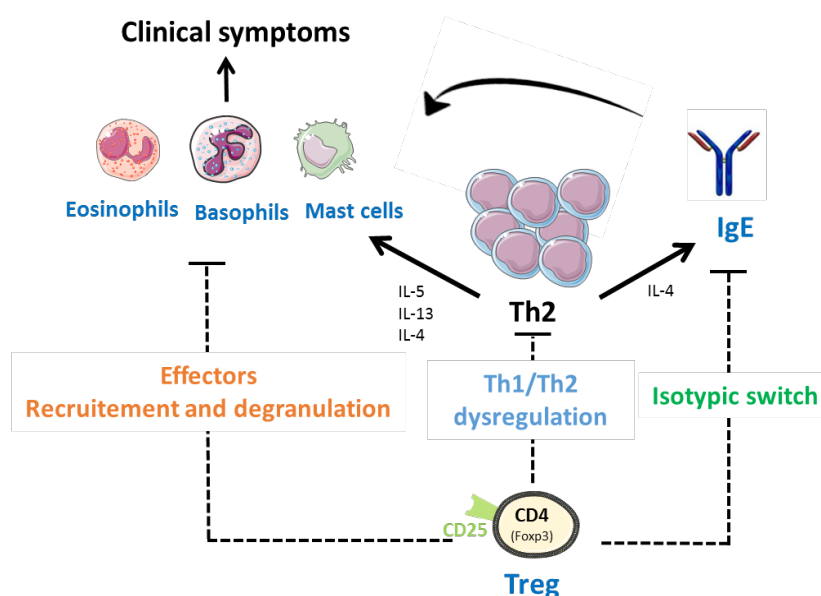 Clinical symptoms
Eosinophils
Basophils
Mast cells
IgE
IL-5
IL-13
IL-4
Th2
IL-4
Effectors
Recruitement and degranulation
Th1/Th2
dysregulation
Isotypic switch
CD25
CD4
(Foxp3)
Treg